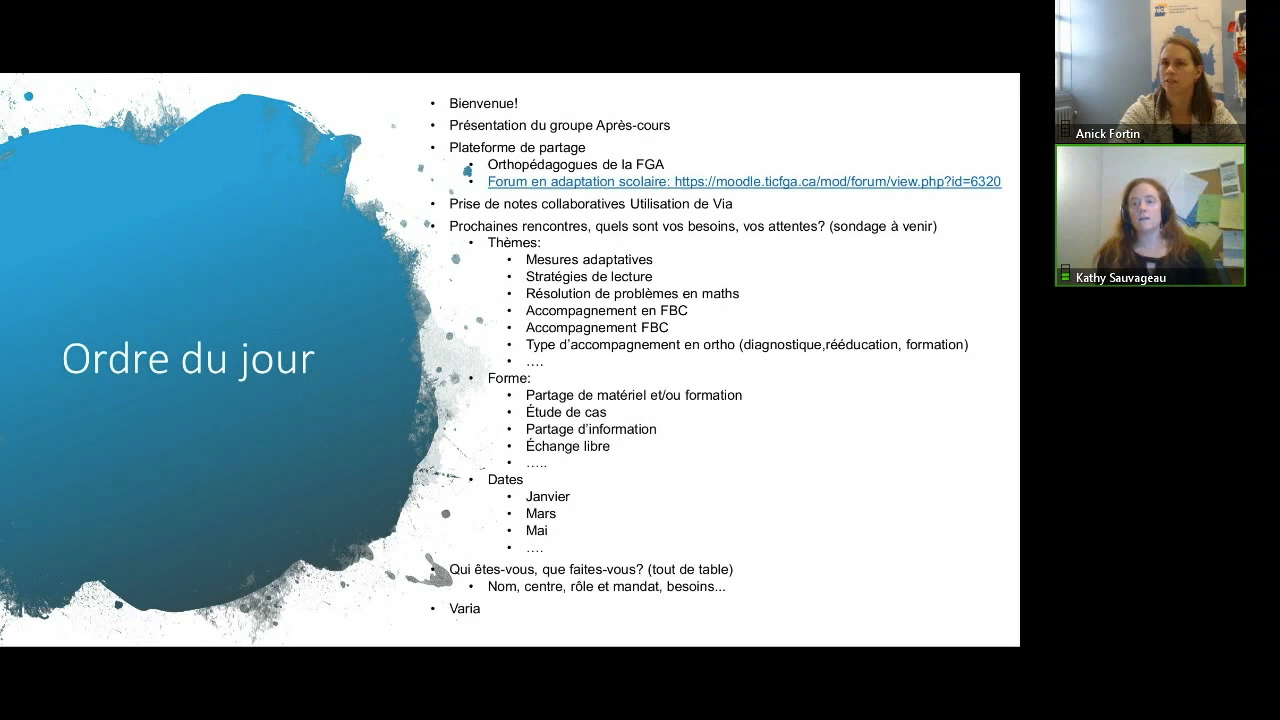 Ordre du jour
• Bienvenue!
• Présentation du groupe Après-cours
• Plateforme de partage
• Orthopédagogues de la FGA
• Forum en adaptation scolaire: https://moodle.ticfga.ca/mod/forum/view.php?id=6320
• Prise de notes collaboratives Utilisation de Via
• Prochaines rencontres, quels sont vos besoins, vos attentes? (sondage à venir)
• Thèmes:
• Mesures adaptatives
• Stratégies de lecture
• Résolution de problèmes en maths
• Accompagnement en FBC
• Accompagnement FBC
• Type d'accompagnement en ortho (diagnostique,rééducation, formation)
• ….
• Forme:
• Partage de matériel et/ou formation
• Étude de cas
• Partage d'information
• Échange libre
• …..
• Dates
• Janvier
• Mars
• Mai
• ….
• Qui êtes-vous, que faites-vous? (tout de table)
• Nom, centre, rôle et mandat, besoins...
• Varia
Anick Fortin
Kathy Sauvageau